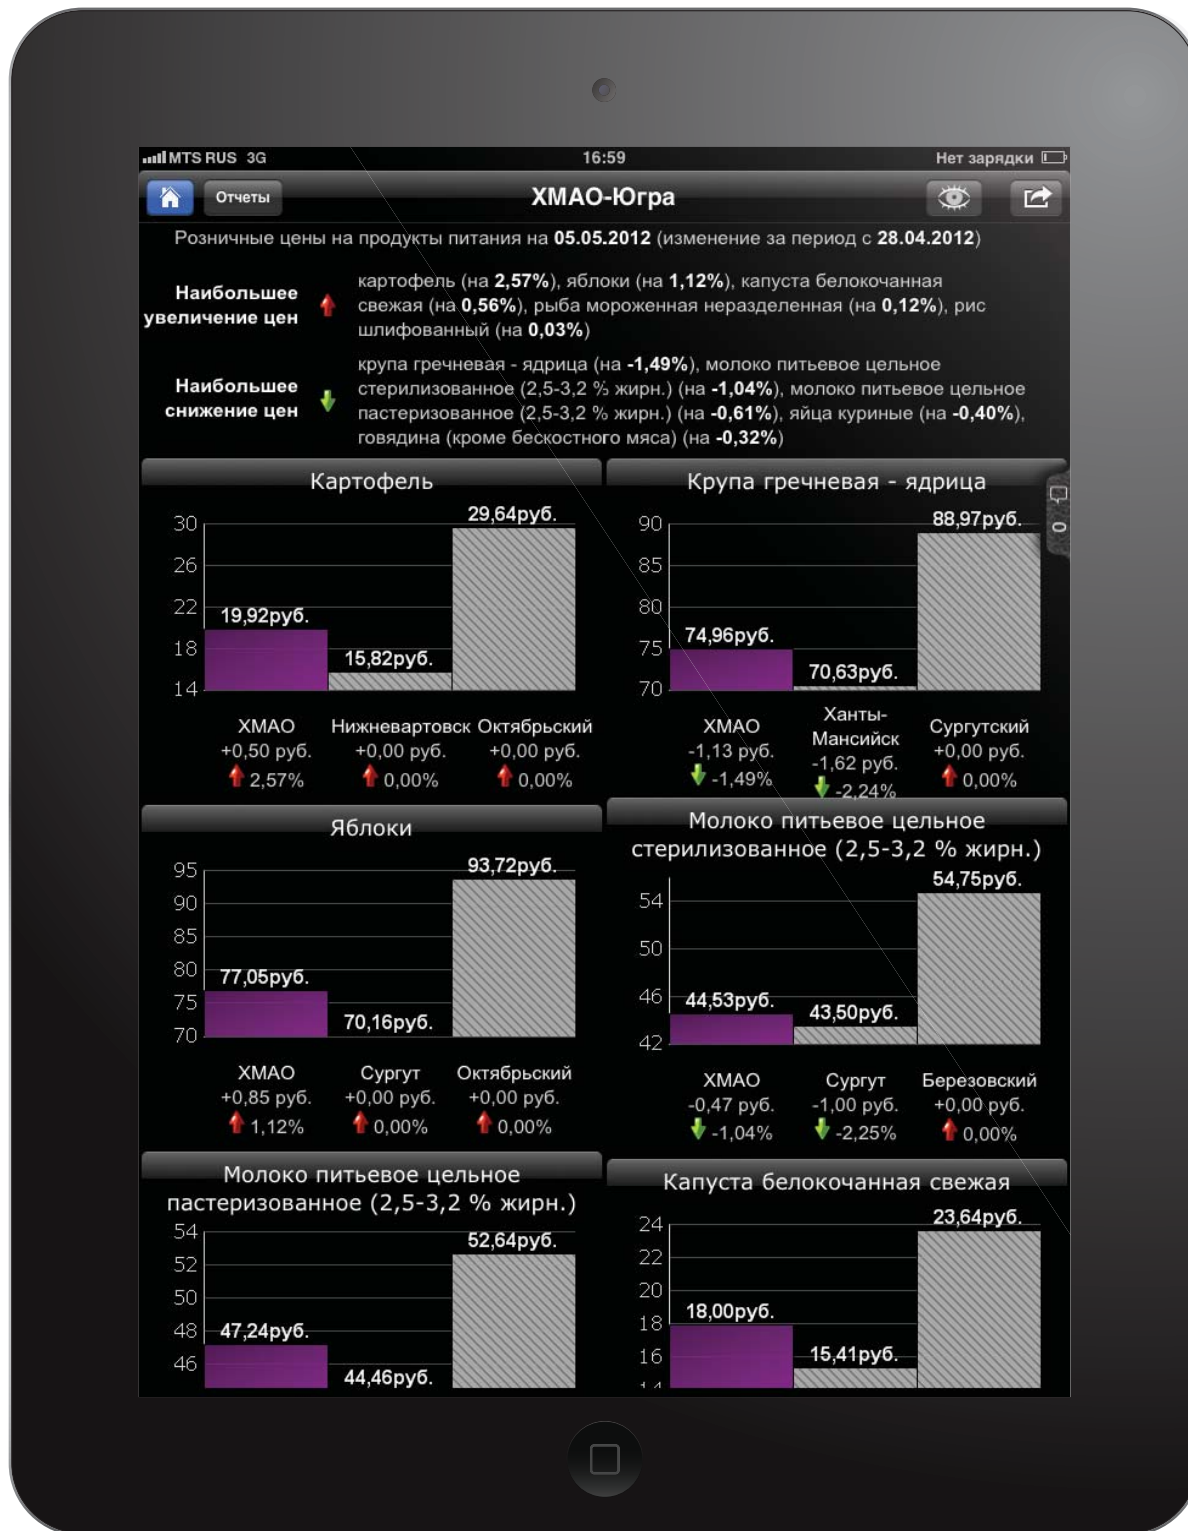 MTS RUS 3G 16:59 Нет зарядки
Отчеты ХМАО-Югра
Розничные цены на продукты питания на 05.05.2012 (изменение за период с 28.04.2012)
Наибольшее увеличение цен
картофель (на 2,57%), яблоки (на 1,12%), капуста белокочанная
свежая (на 0,56%), рыба мороженная неразделенная (на 0,12%), рис
шлифованный (на 0,03%)
Наибольшее снижение цен
крупа гречневая - ядрица (на -1,49%), молоко питьевое цельное
стерилизованное (2,5-3,2 % жирн.) (на -1,04%), молоко питьевое цельное
пастеризованное (2,5-3,2 % жирн.) (на -0,61%), яйца куриные (на -0,40%),
говядина (кроме бескостного мяса) (на -0,32%)
Картофель
29,64руб.
30
26
22
19,92руб.
18
15,82руб.
14
ХМАО Нижневартовск Октябрьский
+0,50 руб. +0,00 руб. +0,00 руб.
2,57% 0,00% 0,00%
Крупа гречневая - ядрица
0
88,97руб.
90
85
80
74,96руб.
75
70,63руб.
70
ХМАО Ханты-Мансийск Сургутский
-1,13 руб. -1,62 руб. +0,00 руб.
-1,49% -2,24% 0,00%
Яблоки
93,72руб.
95
90
85
80
77,05руб.
75
70,16руб.
70
ХМАО Сургут Октябрьский
+0,85 руб. +0,00 руб. +0,00 руб.
1,12% 0,00% 0,00%
Молоко питьевое цельное
стерилизованное (2,5-3,2 % жирн.)
54,75руб.
54
50
46
44,53руб.
43,50руб.
42
ХМАО Сургут Березовский
-0,47 руб. -1,00 руб. +0,00 руб.
-1,04% -2,25% 0,00%
Молоко питьевое цельное
пастеризованное (2,5-3,2 % жирн.)
54
52,64руб.
52
50
48
47,24руб.
46
44,46руб.
Капуста белокочанная свежая
23,64руб.
24
22
20
18,00руб.
18
16
15,41руб.
14